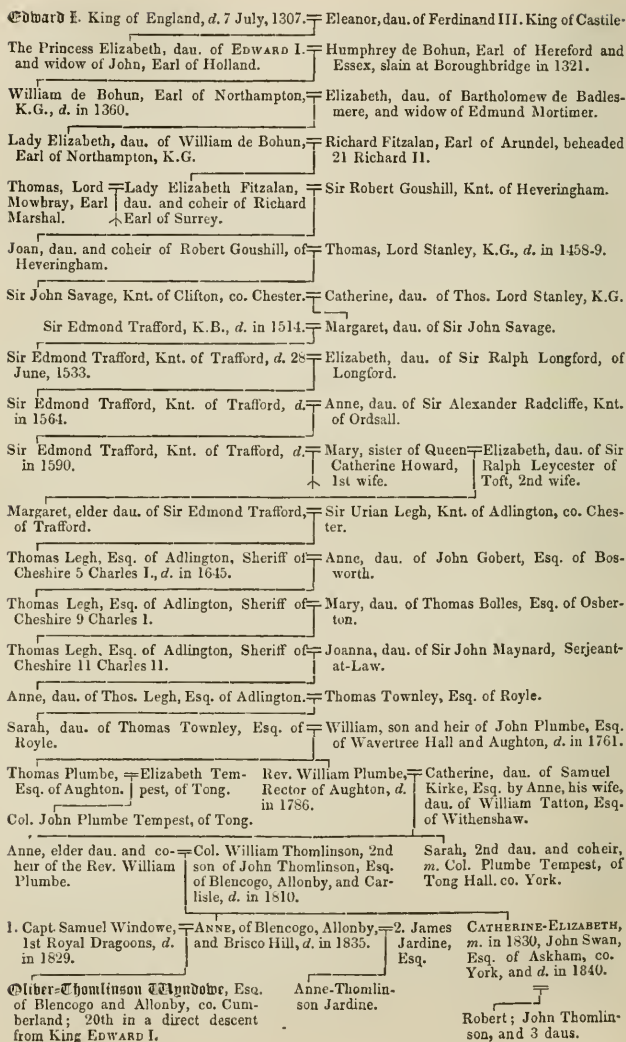 Edward I. King of England, d. 7 July, 1307. Eleanor, dau. of Ferdinand III. King of Castile-
The Princess Elizabeth, dau. of EDWARD I. Humphrey de Bohun, Earl of Hereford and
and widow of John, Earl of Holland. Essex, slain at Boroughbridge in 1321.
William de Bohun, Earl of Northampton, Elizabeth, dau. of Bartholomew de Badles-
K.G., d. in 1360. mere, and widow of Edmund Mortimer.
Lady Elizabeth, dau. of William de Bohun, Richard Fitzalan, Earl of Arundel, beheaded
Earl of Northampton, K.G. 21 Richard II.
Thomas, Lord Lady Elizabeth Fitzalan, Sir Robert Goushill, Knt. of Heveringham.
Mowbray, Earl dau. and coheir of Richard
Marshal. Earl of Surrey.
Joan, dau. and coheir of Robert Goushill, of Thomas, Lord Stanley, K.G., d. in 1458-9.
Heveringham.
Sir John Savage, Knt. of Clifton, co. Chester. Catherine, dau. of Thos. Lord Stanley, K.G.
Sir Edmond Trafford, K.B., d. in 1514. Margaret, dau. of Sir John Savage.
Sir Edmond Trafford, Knt. of Trafford, d. 28 Elizabeth, dau. of Sir Ralph Longford, of
June, 1533. Longford.
Sir Edmond Trafford, Knt. of Trafford, d. Anne, dau. of Sir Alexander Radcliffe, Knt.
in 1564. of Ordsall.
Sir Edmond Trafford, Knt. of Trafford, d. Mary, sister of Queen Elizabeth, dau. of Sir
in 1590. Catherine Howard, Ralph Leycester of
1st wife. Toft, 2nd wife.
Margaret, elder dau. of Sir Edmond Trafford, Sir Urian Legh, Knt. of Adlington, co. Ches-
of Trafford. ter.
Thomas Legh, Esq. of Adlington, Sheriff of Anne, dau. of John Gobert, Esq. of Bos-
Cheshire 5 Charles I., d. in 1645. worth.
Thomas Legh, Esq. of Adlington, Sheriff of Mary, dau. of Thomas Bolles, Esq. of Osber-
Cheshire 9 Charles I. ton.
Thomas Legh, Esq. of Adlington, Sheriff of Joanna, dau. of Sir John Maynard, Serjeant-
Cheshire 11 Charles II. at-Law.
Anne, dau. of Thos. Legh, Esq. of Adlington. Thomas Townley, Esq. of Royle.
Sarah, dau. of Thomas Townley, Esq. of William, son and heir of John Plumbe, Esq.
Royle. of Wavertree Hall and Aughton, d. in 1761.
Thomas Plumbe, Elizabeth Tem- Rev. William Plumbe, Catherine, dau. of Samuel
Esq. of Aughton. pest, of Tong. Rector of Aughton, d. Kirke, Esq. by Anne, his wife,
in 1786. dau. of William Tatton, Esq.
Col. John Plumbe Tempest, of Tong. of Withenshaw.
Anne, elder dau. and co- Col. William Thomlinson, 2nd Sarah, 2nd dau. and coheir,
heir of the Rev. William son of John Thomlinson, Esq. m. Col. Plumbe Tempest, of
Plumbe. of Blencogo, Allonby, and Car- Tong Hall. co. York.
lisle, d. in 1810.
1. Capt. Samuel Windowe, ANNE, of Blencogo, Allonby, 2. James CATHERINE-ELIZABETH,
1st Royal Dragoons, d. and Brisco Hill, d. in 1835. Jardine, m. in 1830, John Swan,
in 1829. Esq. Esq. of Askham, co.
York, and d. in 1840.
Oliver-Thomlinson Wyndowe, Esq. Anne-Thomlin-
of Blencogo and Allonby, co. Cum- son Jardine.
berland; 20th in a direct descent Robert; John Thomlin-
from King EDWARD I. son, and 3 daus.